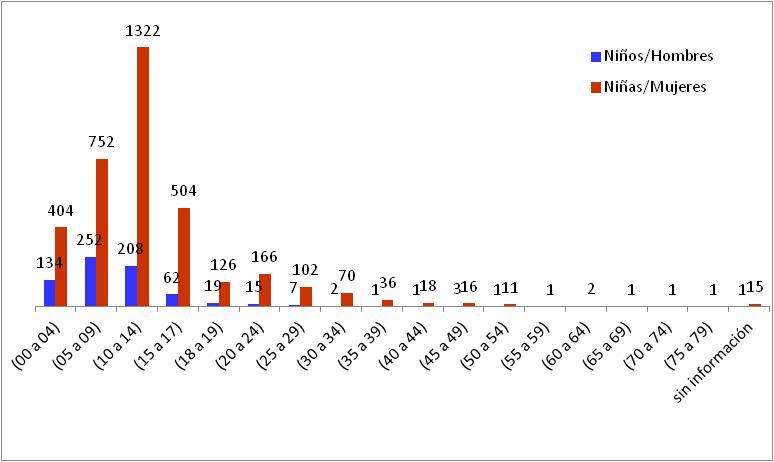 1322
Niños/Hombres
Niñas/Mujeres
752
504
404
252
208
134
62
126
19
166
15
102
7
70
2
36
1
18
1
16
3
11
1
1
2
1
1
1
15
1
(00 a 04)
(05 a 09)
(10 a 14)
(15 a 17)
(18 a 19)
(20 a 24)
(25 a 29)
(30 a 34)
(35 a 39)
(40 a 44)
(45 a 49)
(50 a 54)
(55 a 59)
(60 a 64)
(65 a 69)
(70 a 74)
(75 a 79)
sin información